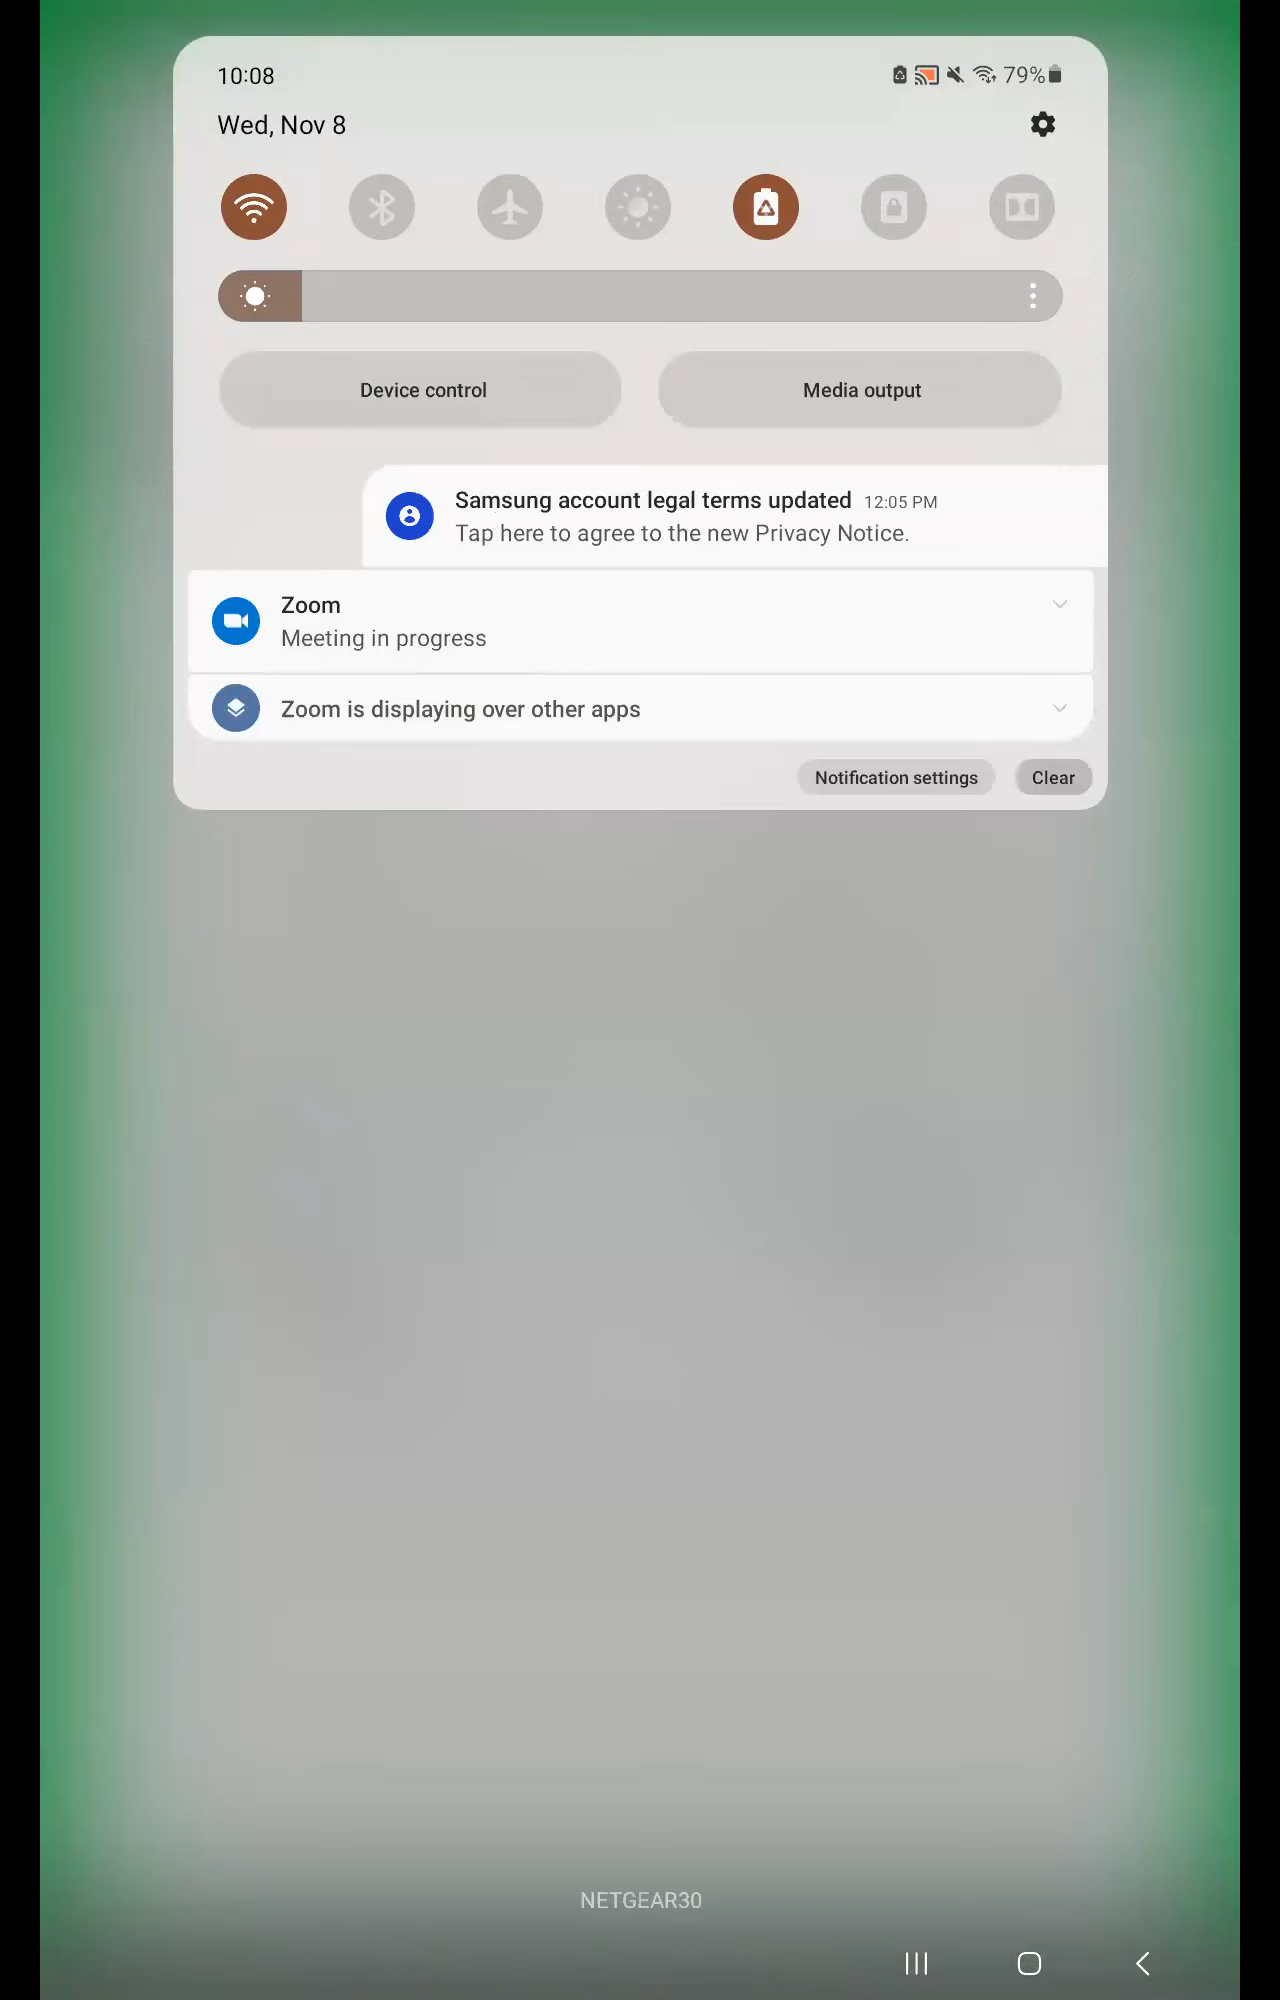 10:08
79%
Wed, Nov 8
Device control
Media output
Samsung account legal terms updated 12:05 PM
Tap here to agree to the new Privacy Notice.
Zoom
Meeting in progress
Zoom is displaying over other apps
Notification settings
Clear
NETGEAR30